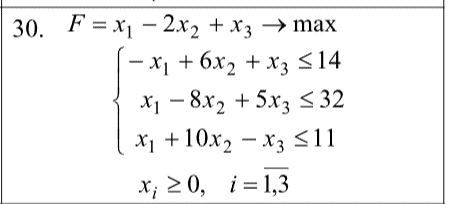 30. F = x₁ − 2x₂ + x₃ → max
− x₁ + 6x₂ + x₃ ≤ 14
x₁ − 8x₂ + 5x₃ ≤ 32
x₁ + 10x₂ − x₃ ≤ 11
xᵢ ≥ 0, i = 1,3̅